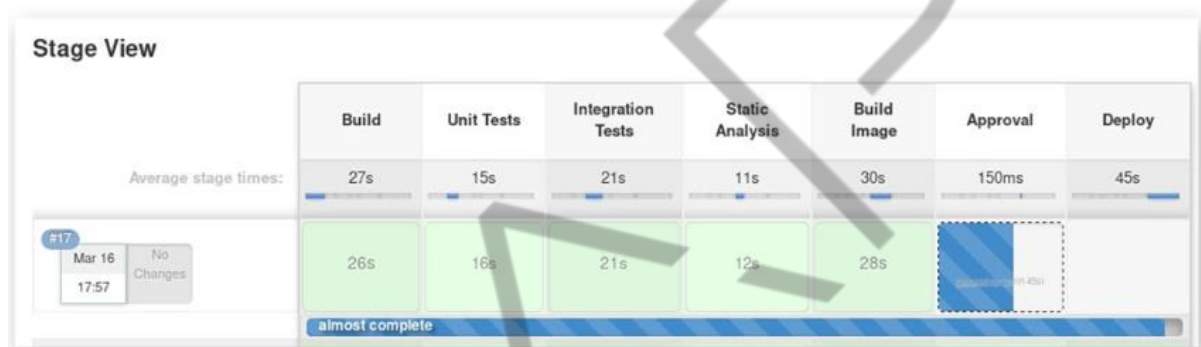 Stage View
Build Unit Tests Integration Tests Static Analysis Build Image Approval Deploy
Average stage times: 27s 15s 21s 11s 30s 150ms 45s
#17
Mar 16 No Changes
17:57
26s 16s 21s 12s 28s
almost complete